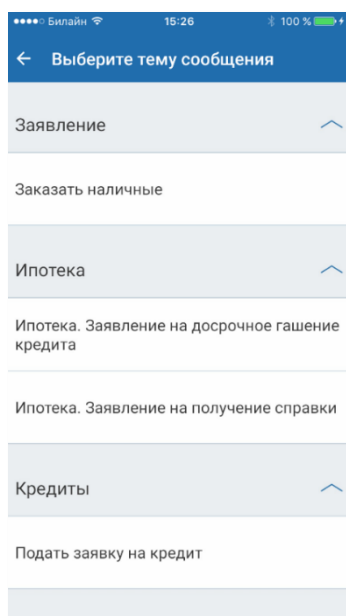 Билайн 15:26 100 %
Выберите тему сообщения
Заявление
Заказать наличные
Ипотека
Ипотека. Заявление на досрочное гашение
кредита
Ипотека. Заявление на получение справки
Кредиты
Подать заявку на кредит